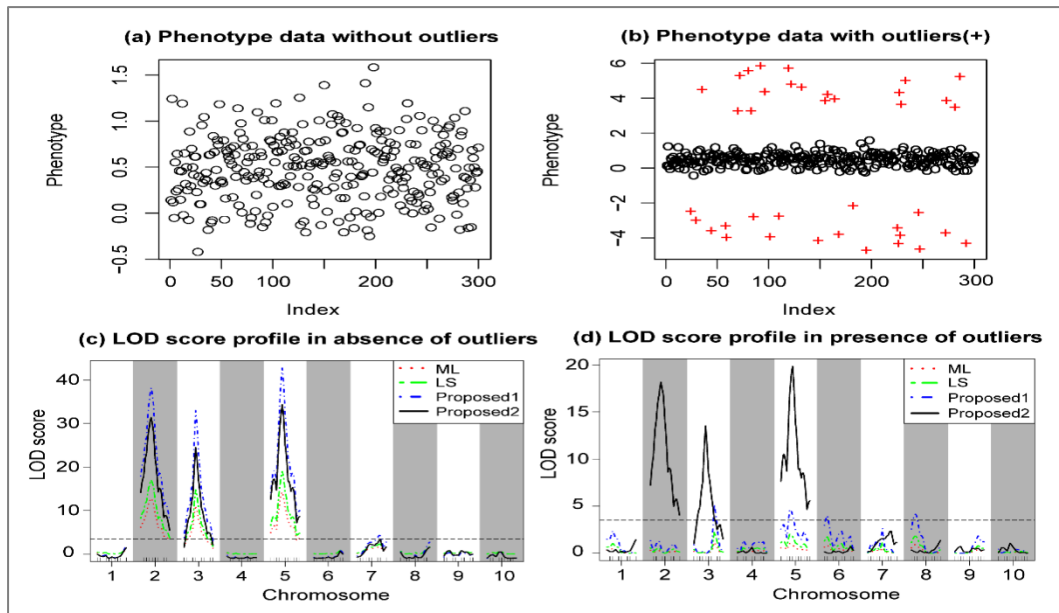 (a) Phenotype data without outliers
Phenotype
1.5
1.0
0.5
0.0
−0.5
0 50 100 200 300
Index
(b) Phenotype data with outliers(+)
Phenotype
6
4
2
0
−4
0 50 100 200 300
Index
(c) LOD score profile in absence of outliers
LOD score
40
30
20
10
0
ML
LS
Proposed1
Proposed2
1 2 3 4 5 6 7 8 9 10
Chromosome
(d) LOD score profile in presence of outliers
LOD score
20
15
10
5
0
ML
LS
Proposed1
Proposed2
1 2 3 4 5 6 7 8 9 10
Chromosome